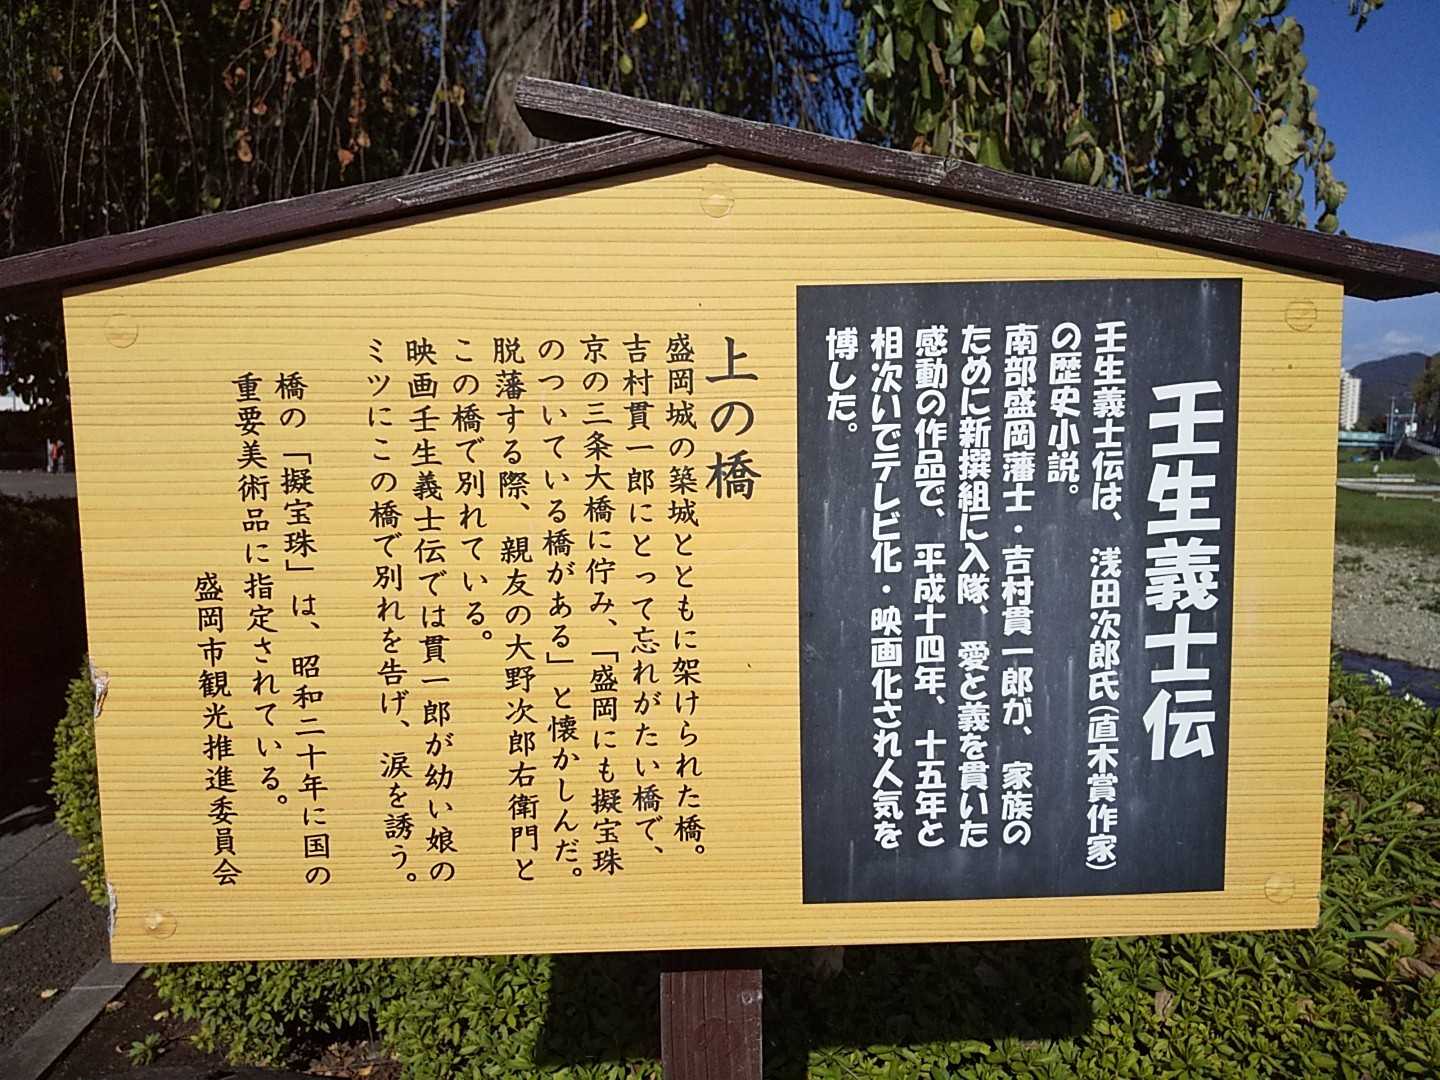 壬生義士伝
壬生義士伝は、浅田次郎氏(直木賞作家)
の歴史小説。
南部盛岡藩士・吉村貫一郎が、家族の
ために新撰組に入隊、愛と義を貫いた
感動の作品で、平成十四年、十五年と
相次いでテレビ化・映画化され人気を
博した。
上の橋
盛岡城の築城とともに架けられた橋。
吉村貫一郎にとって忘れがたい橋で、
京の三条大橋に佇み、「盛岡にも擬宝珠
のついている橋がある」と懐かしんだ。
脱藩する際、親友の大野次郎右衛門と
この橋で別れている。
映画壬生義士伝では貫一郎が幼い娘の
ミツにこの橋で別れを告げ、涙を誘う。
橋の「擬宝珠」は、昭和二十年に国の
重要美術品に指定されている。
盛岡市観光推進委員会